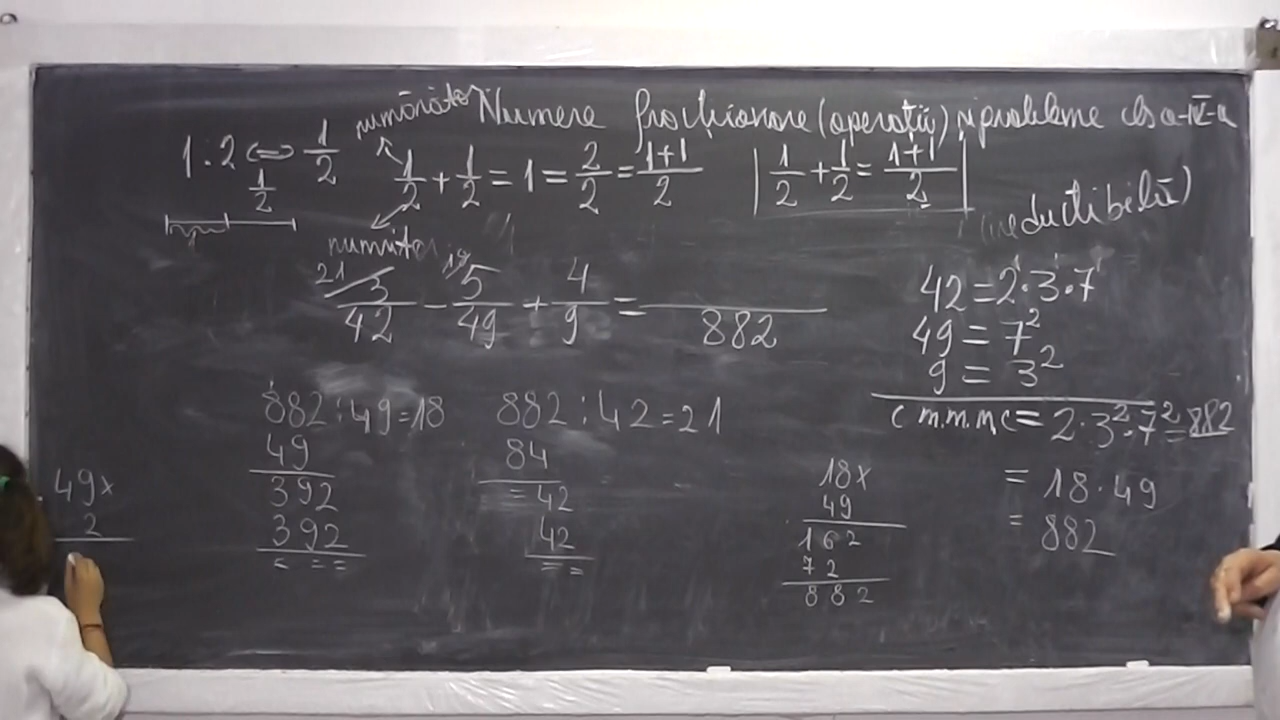 numărător Numere fracționare (operații) și probleme cls a-IV-a
1:2 <=> 1/2
1/2
1/2 + 1/2 = 1 = 2/2 = 1+1/2
1/2 + 1/2 = 1+1/2
numitor
(ireductibilă)
21 18
3/42 - 5/49 + 4/9 = /882
42 = 2·3·7
49 = 7²
9 = 3²
c m.m.m c = 2·3²·7² = 882
= 18·49
= 882
882:49=18
49
392
392
= = =
882:42=21
84
=42
42
= =
18x
49
162
72
882
49x
2